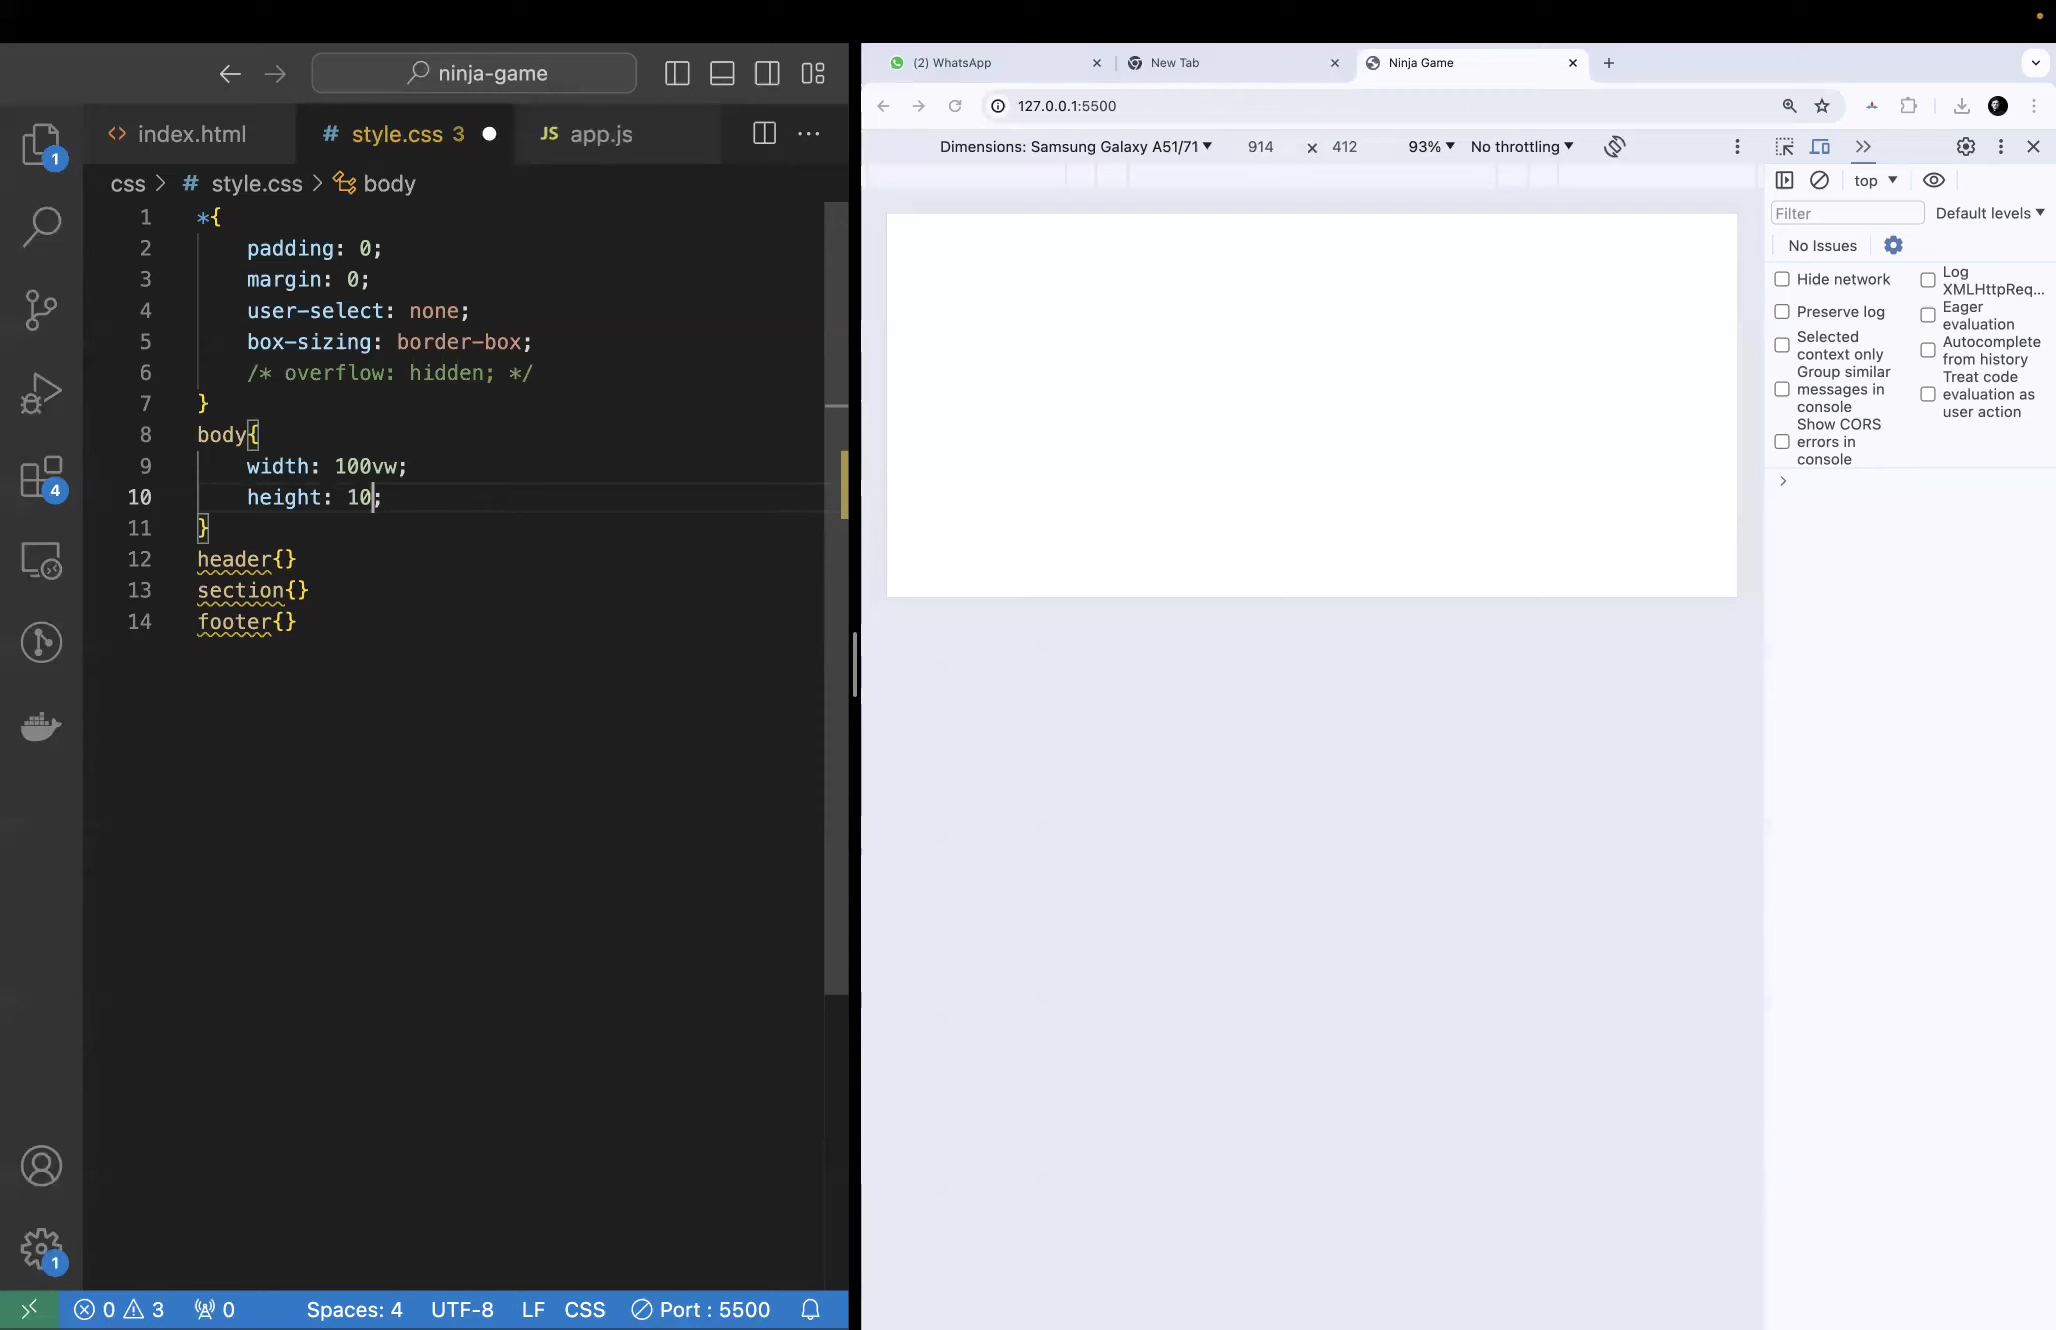 ninja-game
index.html
# style.css 3
JS app.js
css > # style.css > body
1 *{
2 padding: 0;
3 margin: 0;
4 user-select: none;
5 box-sizing: border-box;
6 /* overflow: hidden; */
7 }
8 body{
9 width: 100vw;
10 height: 10;
11 }
12 header{}
13 section{}
14 footer{}
1
4
1
0 3 0
Spaces: 4 UTF-8 LF CSS Port : 5500
(2) WhatsApp
New Tab
Ninja Game
127.0.0.1:5500
Dimensions: Samsung Galaxy A51/71 914 × 412 93% No throttling
top
Filter
Default levels
No Issues
Hide network
Log
XMLHttpReq...
Preserve log
Eager
evaluation
Selected
context only
Autocomplete
from history
Group similar
messages in
console
Treat code
evaluation as
user action
Show CORS
errors in
console